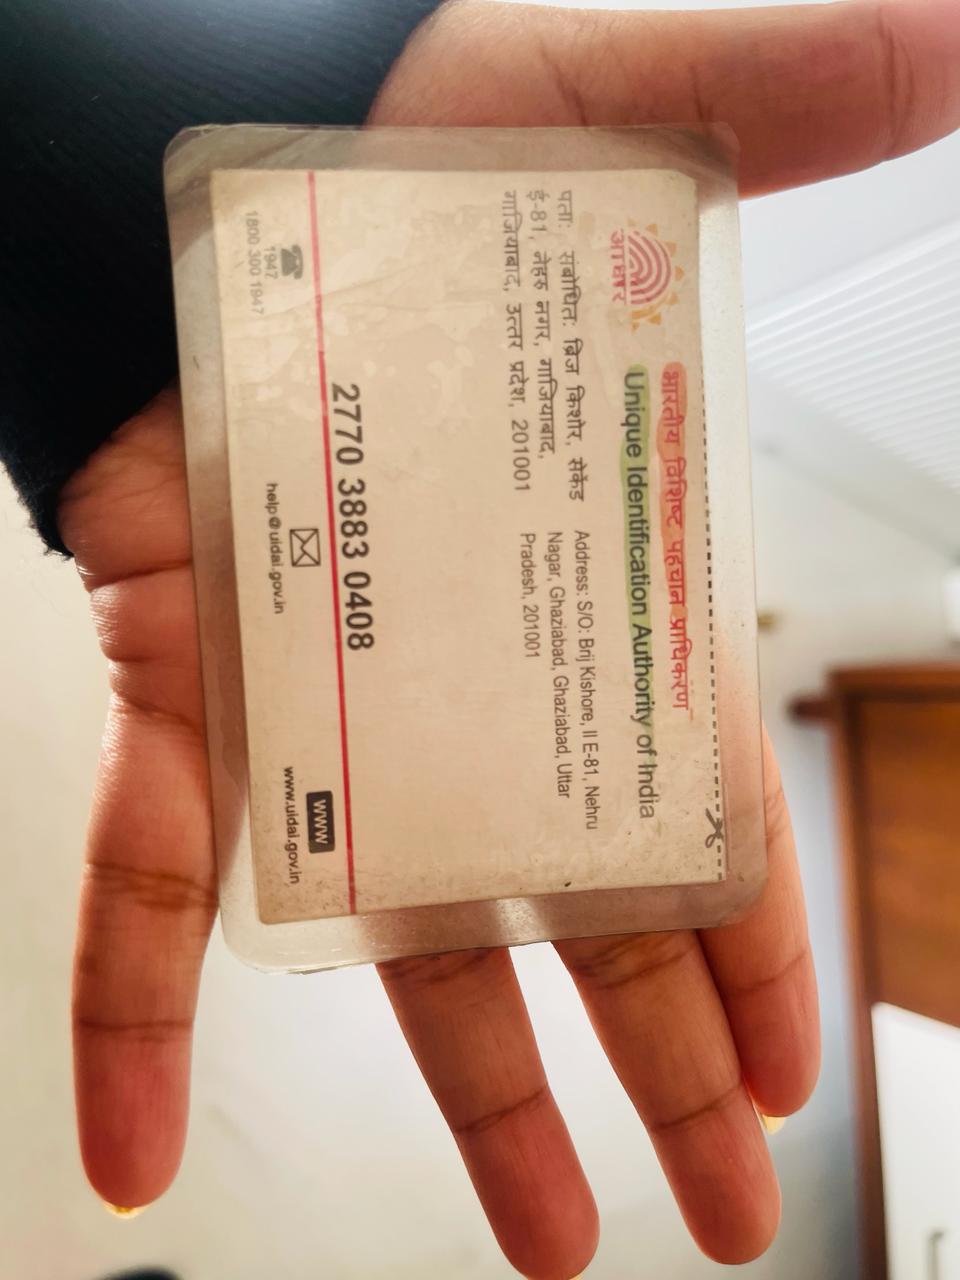 भारतीय विशिष्ट पहचान प्राधिकरण
Unique Identification Authority of India
आधार
पता: संबोधित: ब्रिज किशोर, सेकेंड
ई-81, नेहरु नगर, गाजियाबाद,
गाजियाबाद, उत्तर प्रदेश, 201001
Address: S/O: Brij Kishore, II E-81, Nehru
Nagar, Ghaziabad, Ghaziabad, Uttar
Pradesh, 201001
2770 3883 0408
1947
1800 300 1947
help@uidai.gov.in
www
www.uidai.gov.in